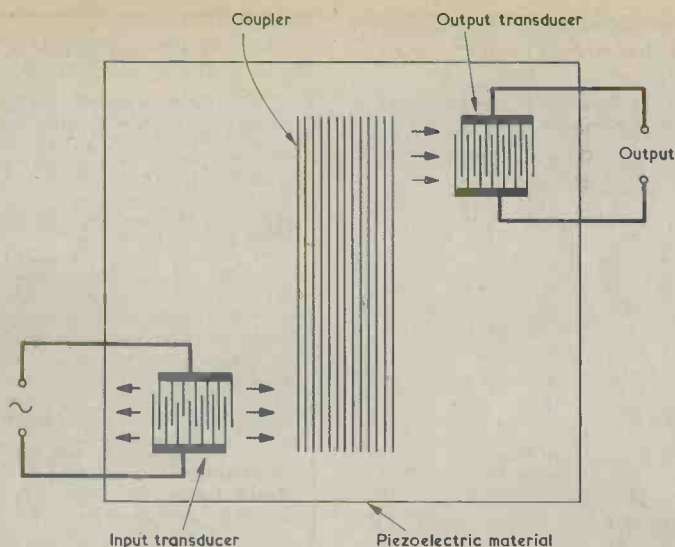 Coupler
Output transducer
Output
Input transducer
Piezoelectric material